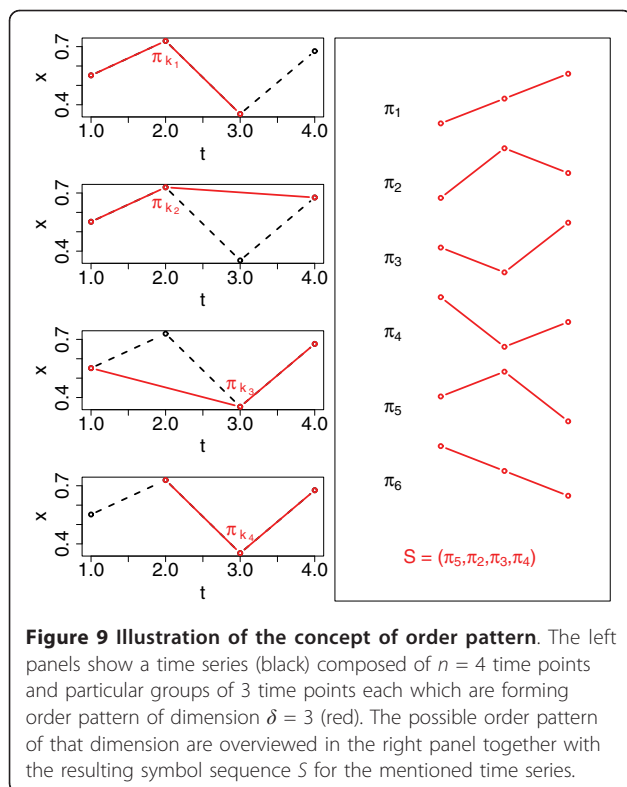 0.7
x
0.4
π k1
1.0 2.0 3.0 4.0
t
0.7
x
0.4
π k2
1.0 2.0 3.0 4.0
t
0.7
x
0.4
π k3
1.0 2.0 3.0 4.0
t
0.7
x
0.4
π k4
1.0 2.0 3.0 4.0
t
π1
π2
π3
π4
π5
π6
S = (π5,π2,π3,π4)
Figure 9 Illustration of the concept of order pattern. The left
panels show a time series (black) composed of n = 4 time points
and particular groups of 3 time points each which are forming
order pattern of dimension δ = 3 (red). The possible order pattern
of that dimension are overviewed in the right panel together with
the resulting symbol sequence S for the mentioned time series.